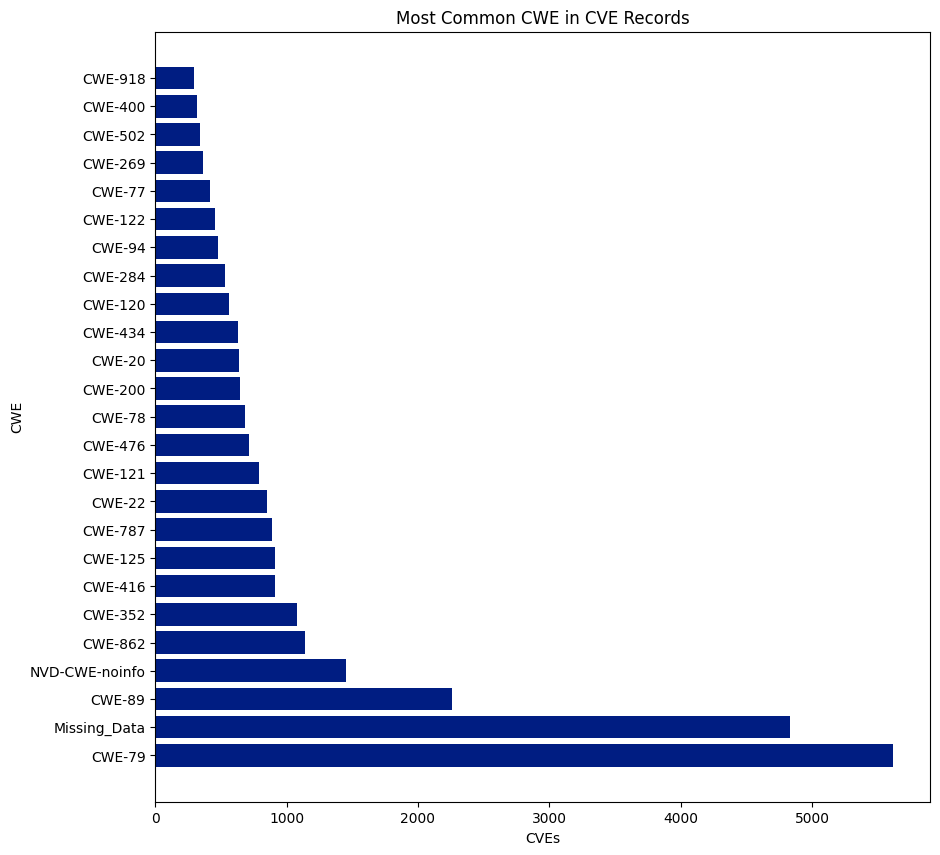 Most Common CWE in CVE Records
CWE-918
CWE-400
CWE-502
CWE-269
CWE-77
CWE-122
CWE-94
CWE-284
CWE-120
CWE-434
CWE-20
CWE-200
CWE-78
CWE-476
CWE-121
CWE-22
CWE-787
CWE-125
CWE-416
CWE-352
CWE-862
NVD-CWE-noinfo
CWE-89
Missing_Data
CWE-79
CWE
0 1000 2000 3000 4000 5000
CVEs